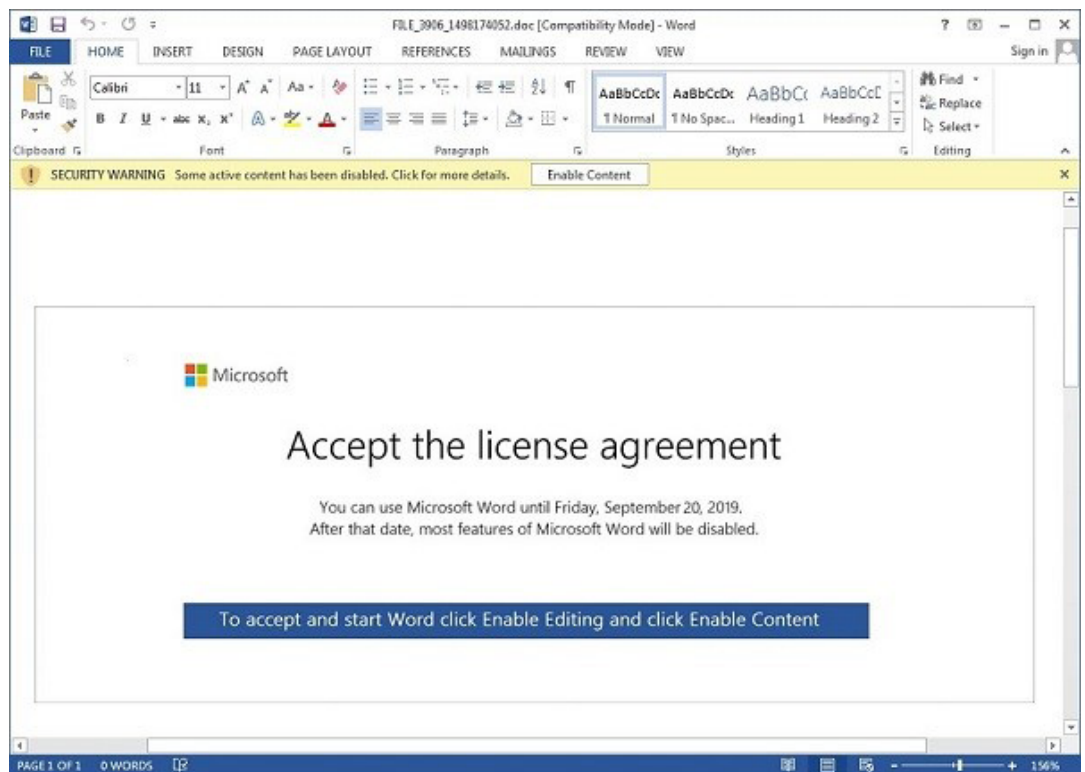 FILE_3906_1498174052.doc [Compatibility Mode] - Word
FILE HOME INSERT DESIGN PAGE LAYOUT REFERENCES MAILINGS REVIEW VIEW Sign in
Paste
Calibri 11
Aa
B I U abc x₂ x²
A
AaBbCcDc AaBbCcDc AaBbCc AaBbCcD
¶ Normal ¶ No Spac... Heading 1 Heading 2
Find
Replace
Select
Clipboard Font Paragraph Styles Editing
SECURITY WARNING Some active content has been disabled. Click for more details. Enable Content
Microsoft
Accept the license agreement
You can use Microsoft Word until Friday, September 20, 2019.
After that date, most features of Microsoft Word will be disabled.
To accept and start Word click Enable Editing and click Enable Content
PAGE 1 OF 1 0 WORDS 156%